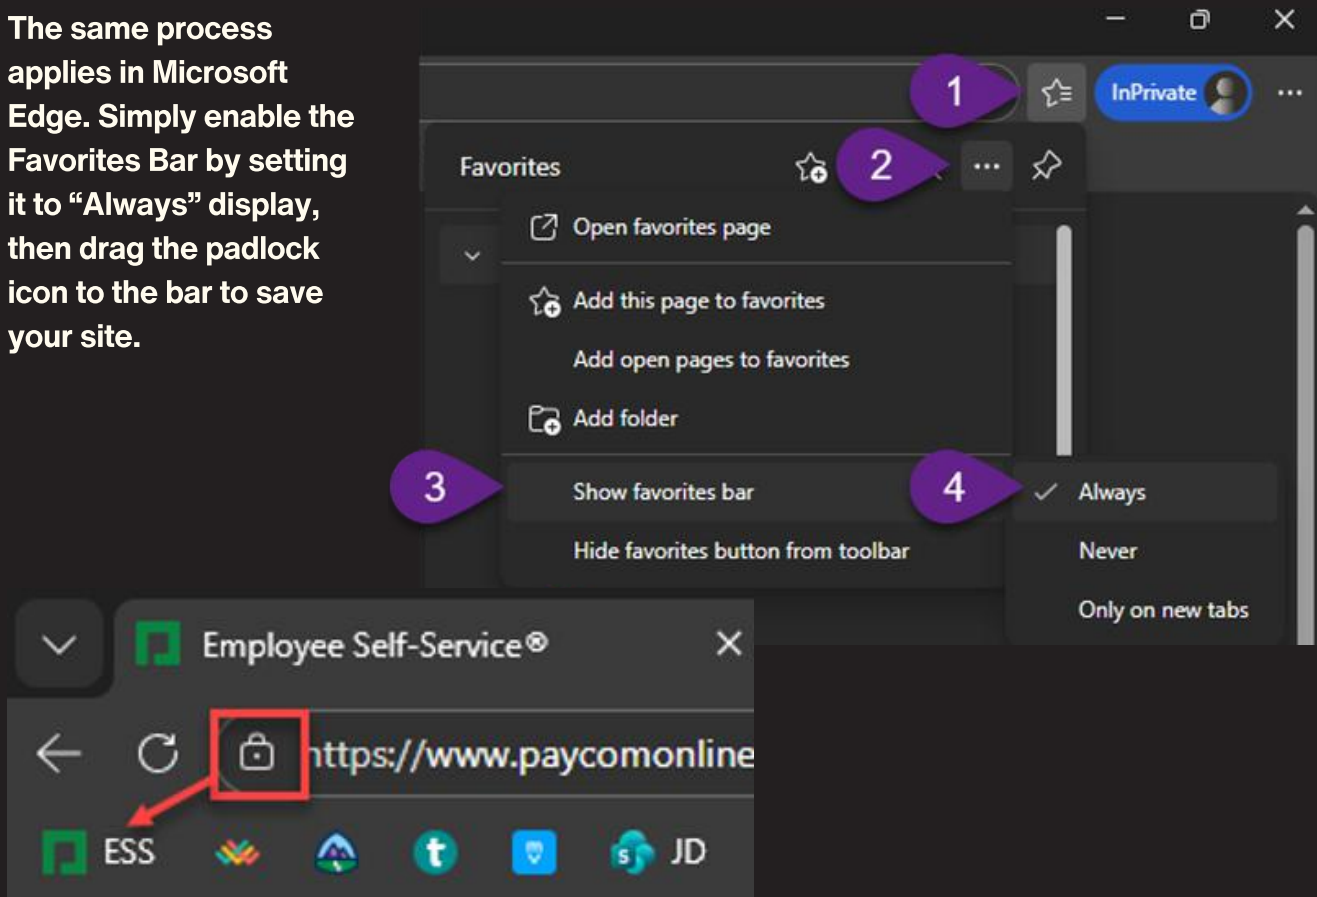 The same process
applies in Microsoft
Edge. Simply enable the
Favorites Bar by setting
it to “Always” display,
then drag the padlock
icon to the bar to save
your site.
1
InPrivate
Favorites
2
Open favorites page
Add this page to favorites
Add open pages to favorites
Add folder
3
Show favorites bar
4
Always
Hide favorites button from toolbar
Never
Only on new tabs
Employee Self-Service®
https://www.paycomonline
ESS
t
S
JD